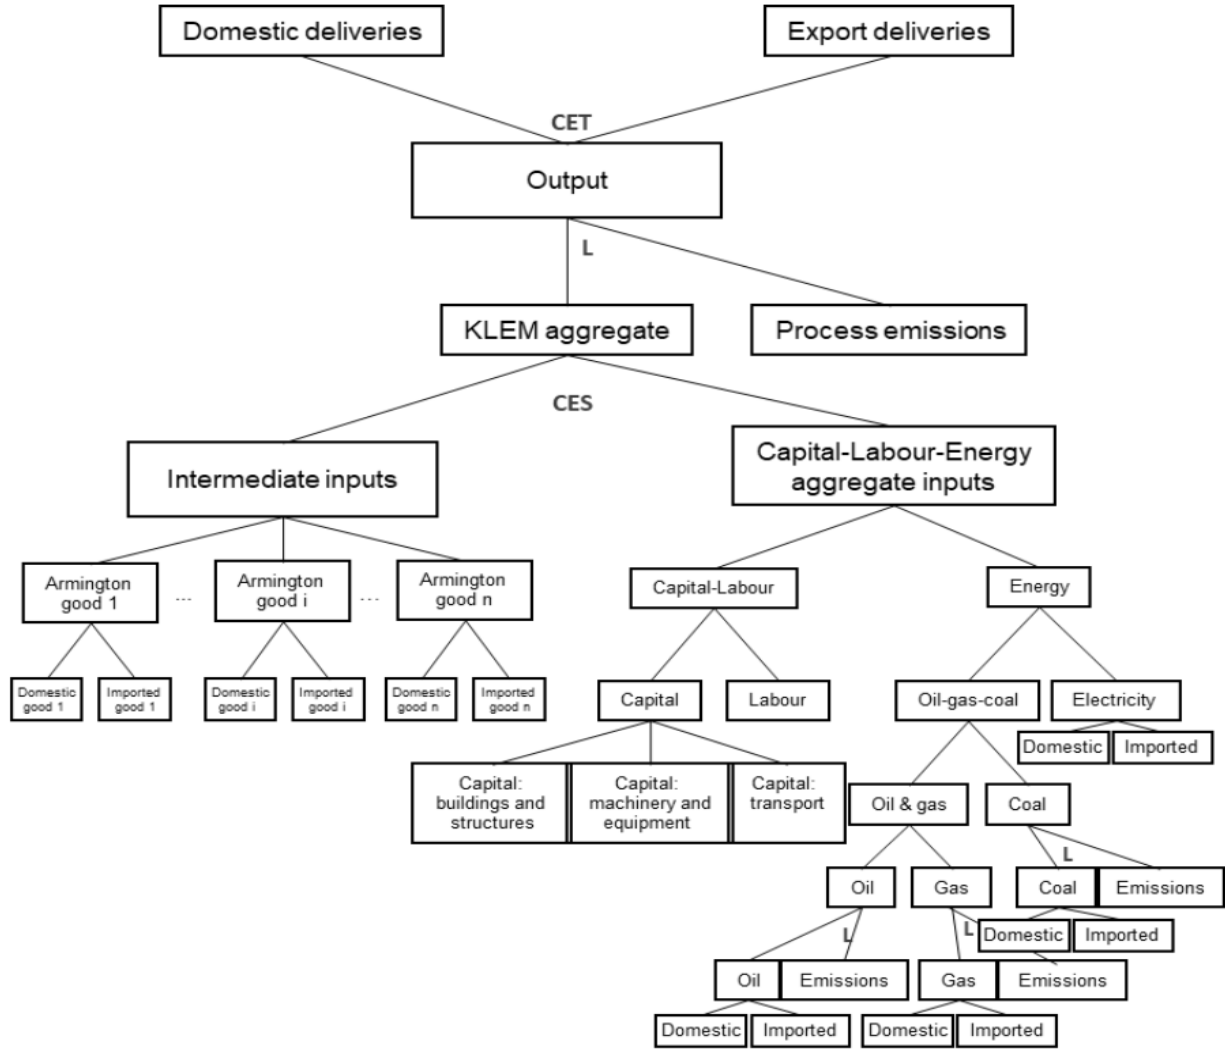 Domestic deliveries
Export deliveries
CET
Output
L
KLEM aggregate
Process emissions
CES
Intermediate inputs
Capital-Labour-Energy
aggregate inputs
Armington
good 1
...
Armington
good i
...
Armington
good n
Capital-Labour
Energy
Domestic
good 1
Imported
good 1
Domestic
good i
Imported
good i
Domestic
good n
Imported
good n
Capital
Labour
Oil-gas-coal
Electricity
Domestic
Imported
Capital:
buildings and
structures
Capital:
machinery and
equipment
Capital:
transport
Oil & gas
Coal
L
Oil
Gas
Coal
Emissions
L
L
Domestic
Imported
Oil
Emissions
Gas
Emissions
Domestic
Imported
Domestic
Imported